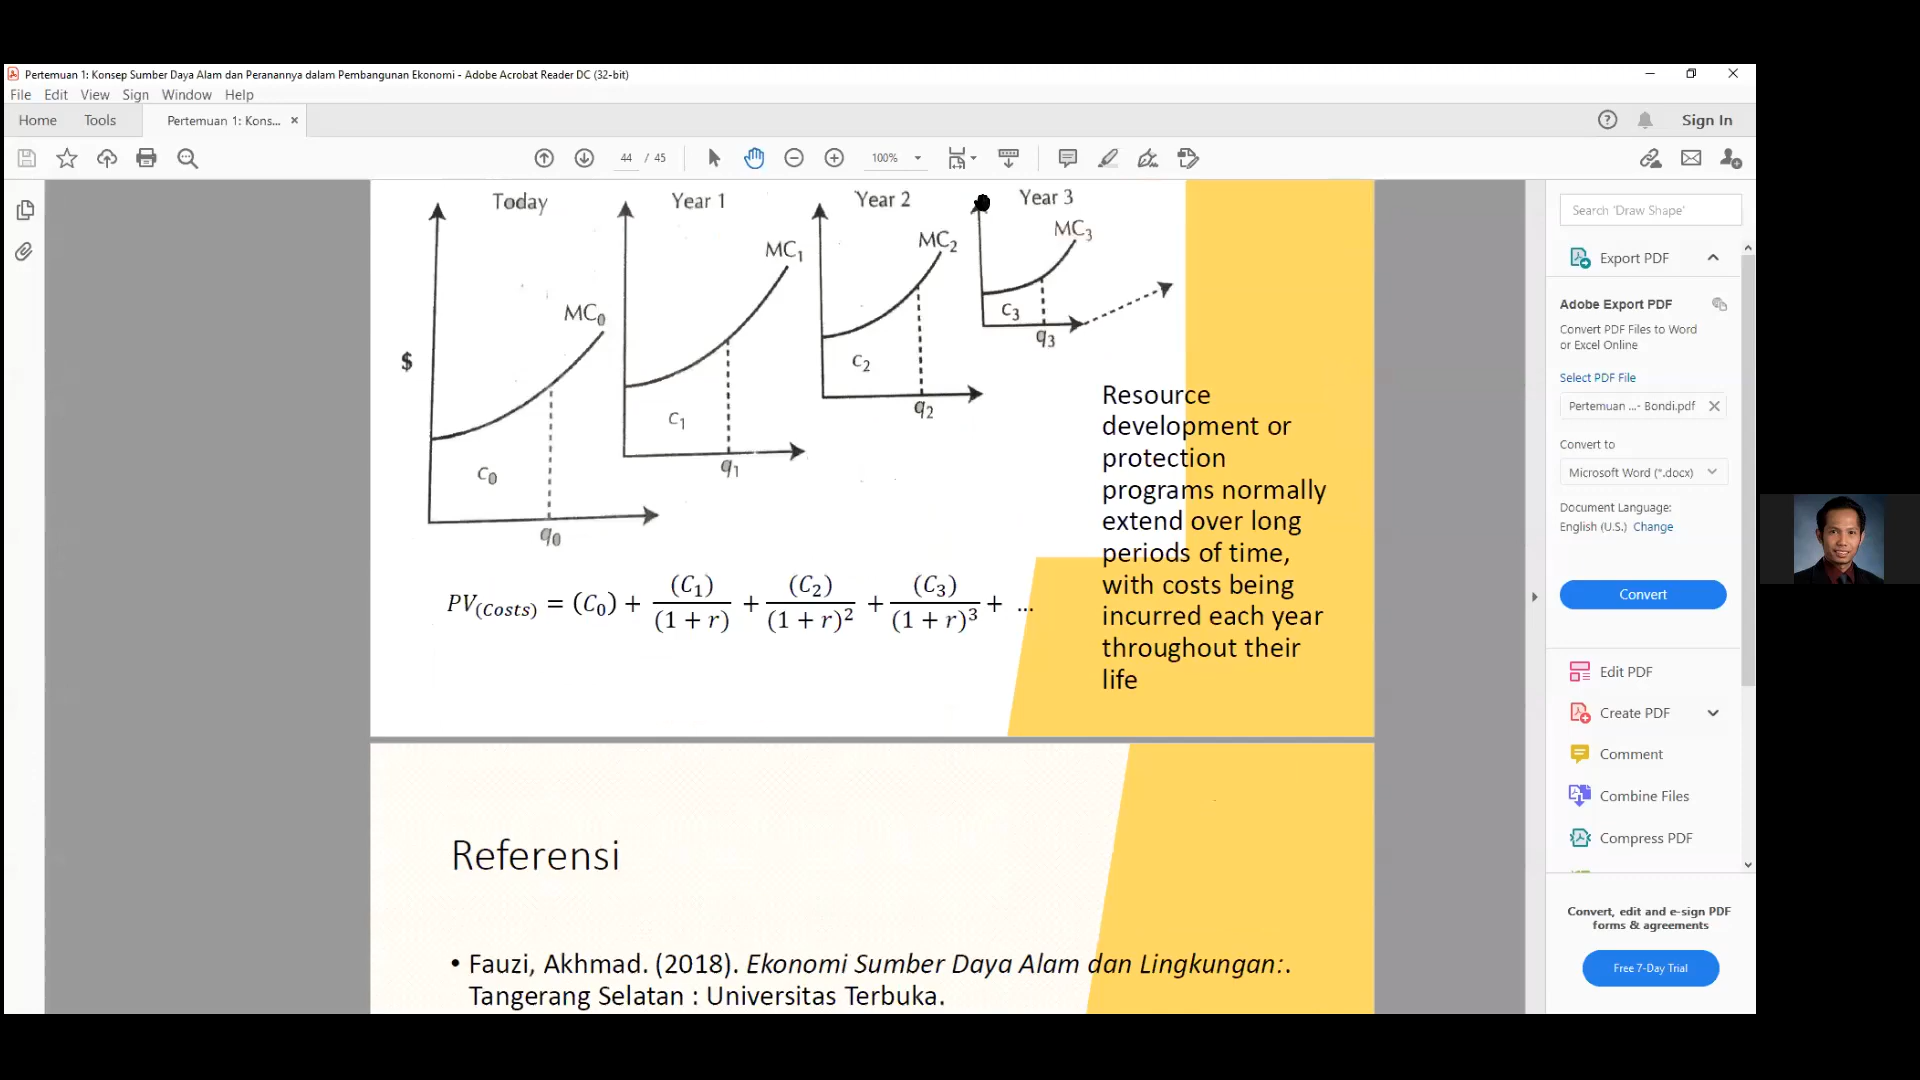 Pertemuan 1: Konsep Sumber Daya Alam dan Peranannya dalam Pembangunan Ekonomi - Adobe Acrobat Reader DC (32-bit)
File Edit View Sign Window Help
Home Tools Pertemuan 1: Kons... ×
Sign In
44 / 45
100%
Today
Year 1
Year 2
Year 3
MC₀
MC₁
MC₂
MC₃
$
C₀
C₁
C₂
C₃
q₀
q₁
q₂
q₃
PV₍Costs₎ = (C₀) + (C₁)/(1 + r) + (C₂)/(1 + r)² + (C₃)/(1 + r)³ + ...
Resource
development or
protection
programs normally
extend over long
periods of time,
with costs being
incurred each year
throughout their
life
Referensi
• Fauzi, Akhmad. (2018). Ekonomi Sumber Daya Alam dan Lingkungan:.
Tangerang Selatan : Universitas Terbuka.
Search 'Draw Shape'
Export PDF
Adobe Export PDF
Convert PDF Files to Word
or Excel Online
Select PDF File
Pertemuan ...- Bondi.pdf
Convert to
Microsoft Word (*.docx)
Document Language:
English (U.S.) Change
Convert
Edit PDF
Create PDF
Comment
Combine Files
Compress PDF
Convert, edit and e-sign PDF
forms & agreements
Free 7-Day Trial